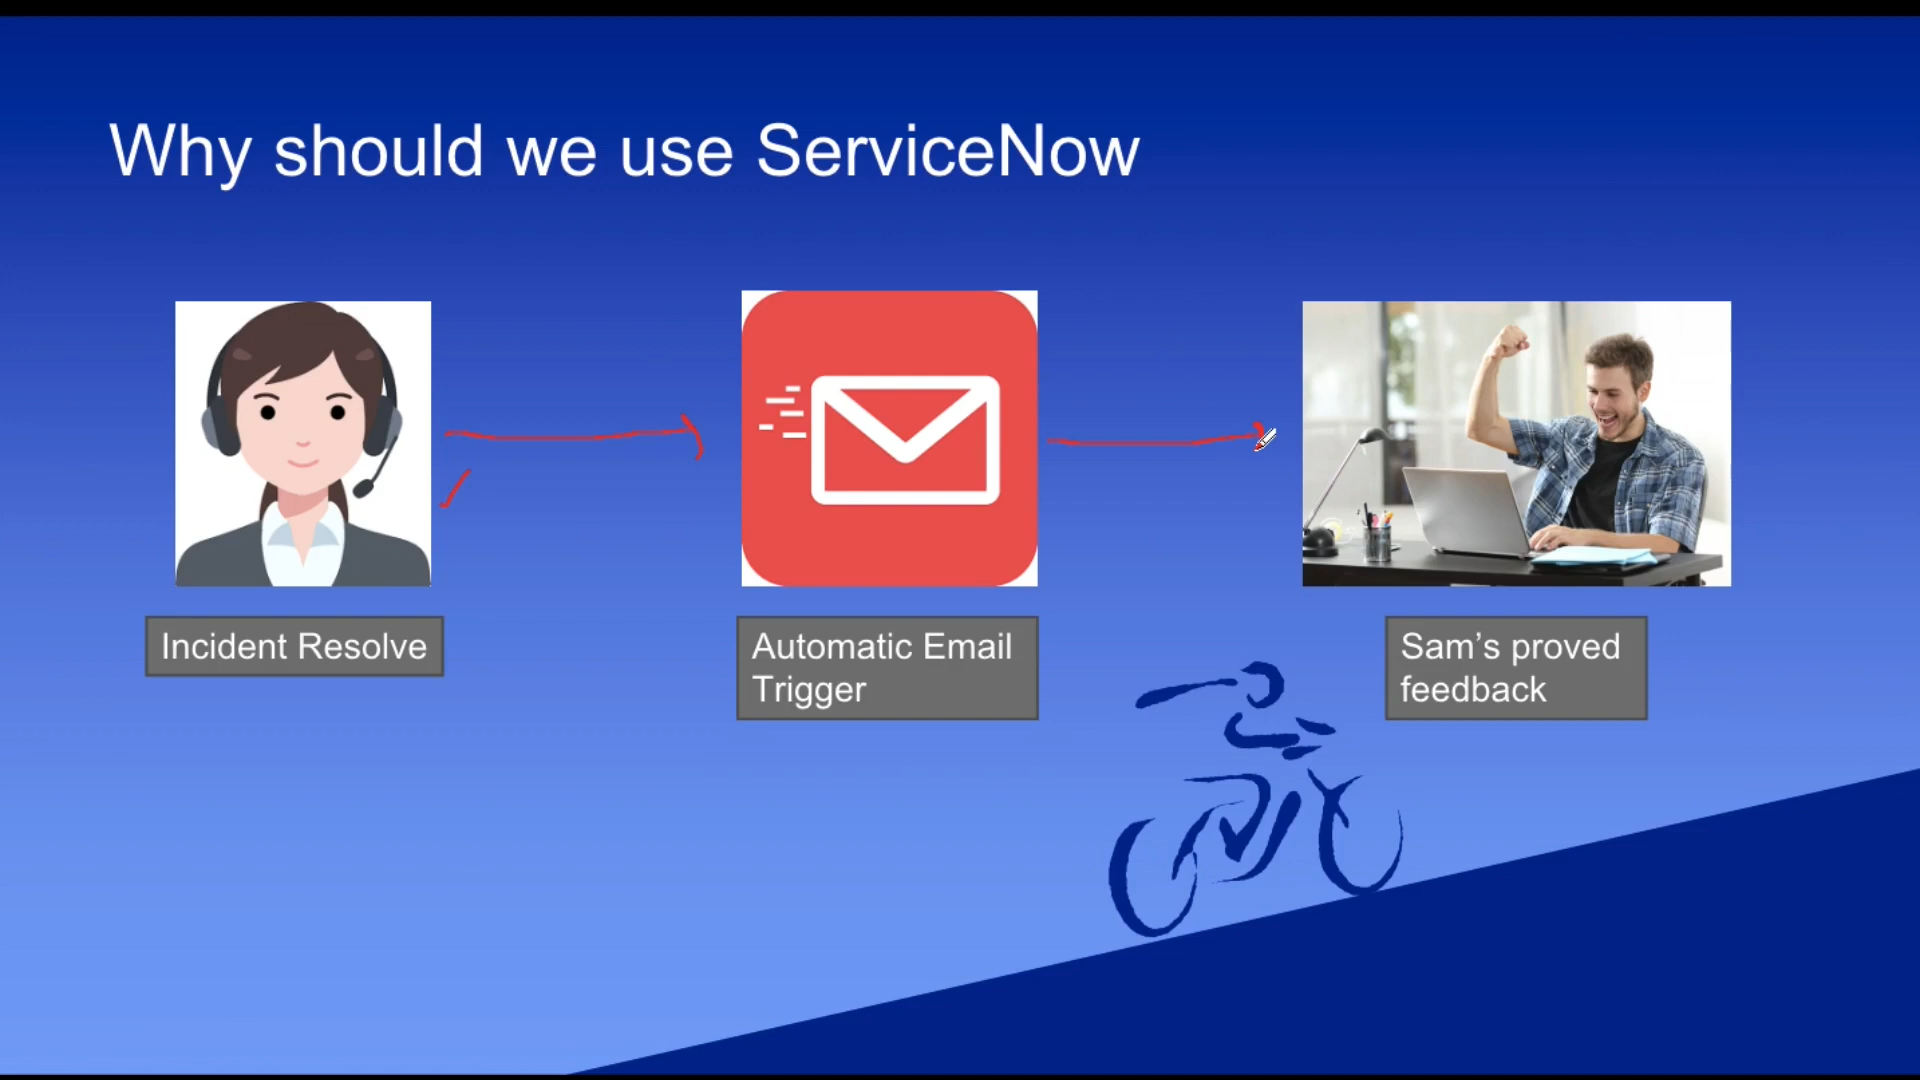 Why should we use ServiceNow
Incident Resolve
Automatic Email
Trigger
Sam’s proved
feedback